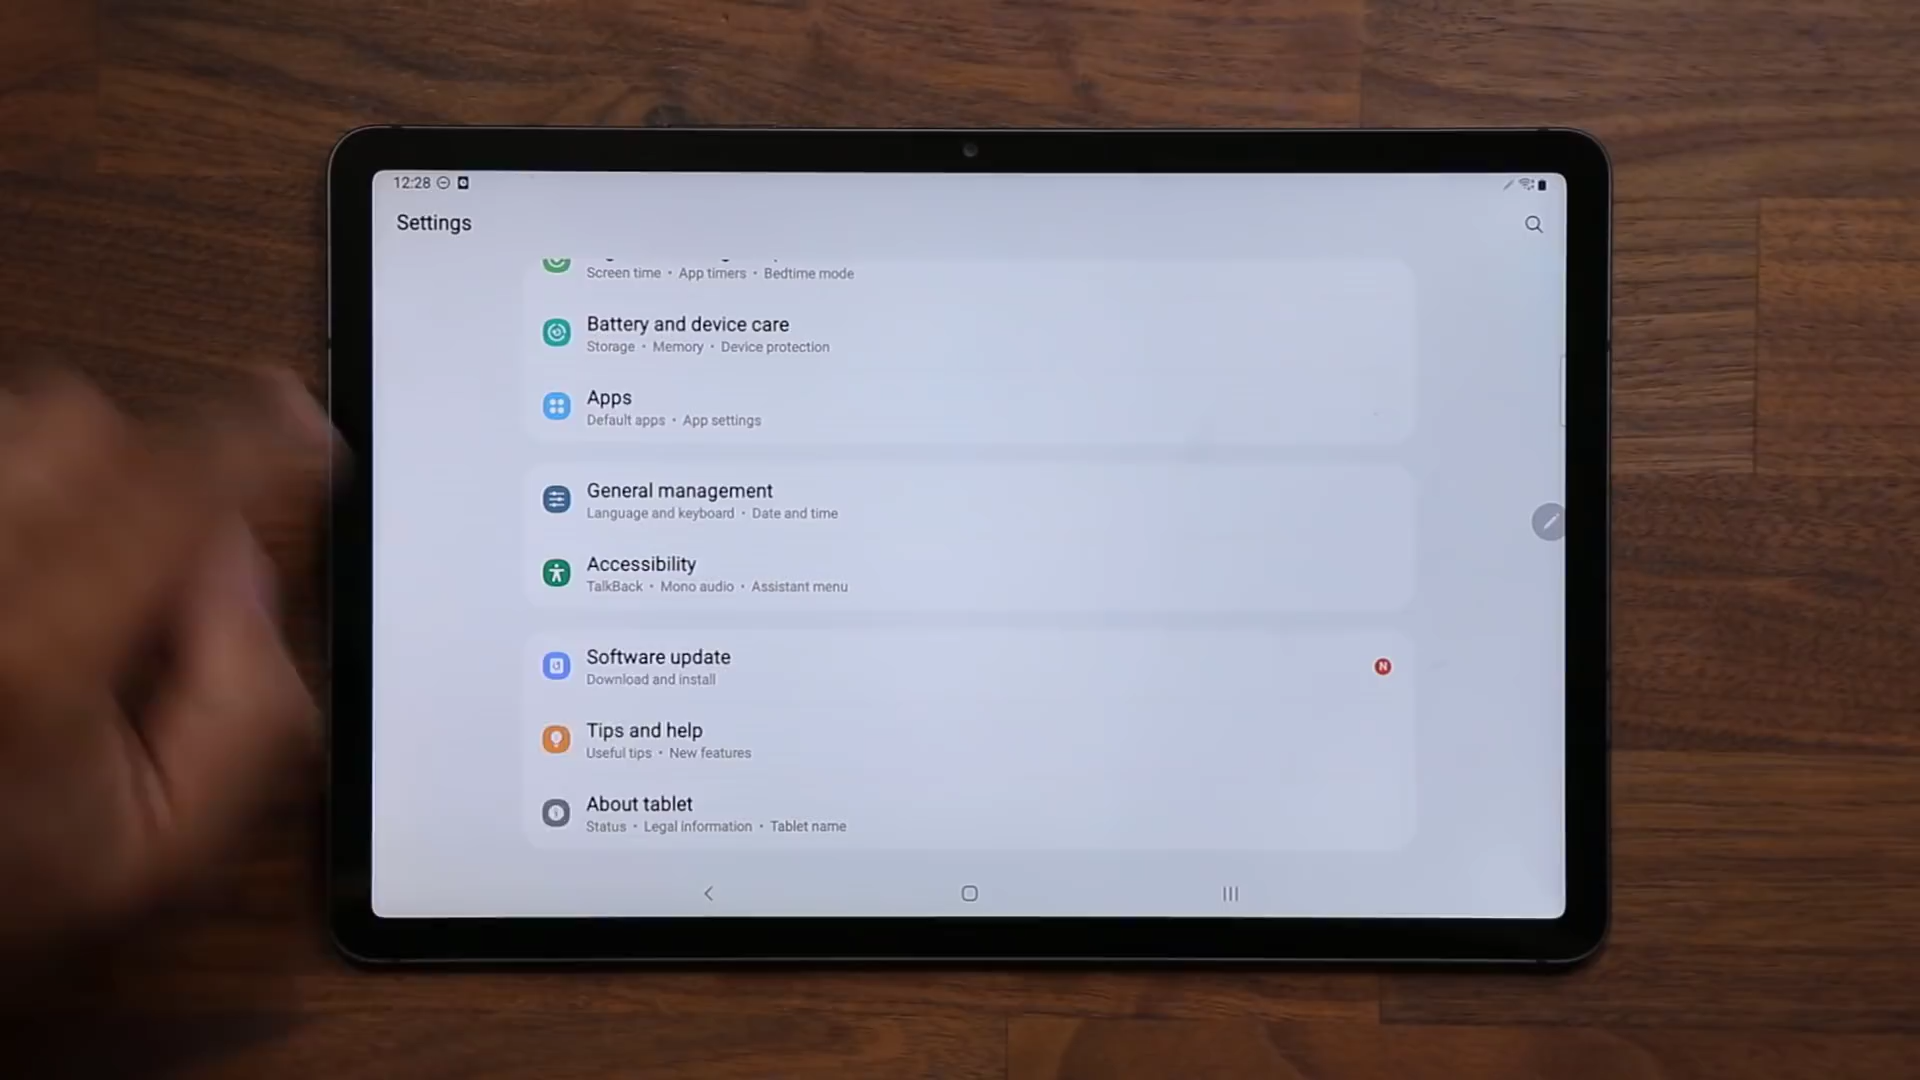 12:28
Settings
Screen time • App timers • Bedtime mode
Battery and device care
Storage • Memory • Device protection
Apps
Default apps • App settings
General management
Language and keyboard • Date and time
Accessibility
TalkBack • Mono audio • Assistant menu
Software update
N
Download and install
Tips and help
Useful tips • New features
About tablet
Status • Legal information • Tablet name